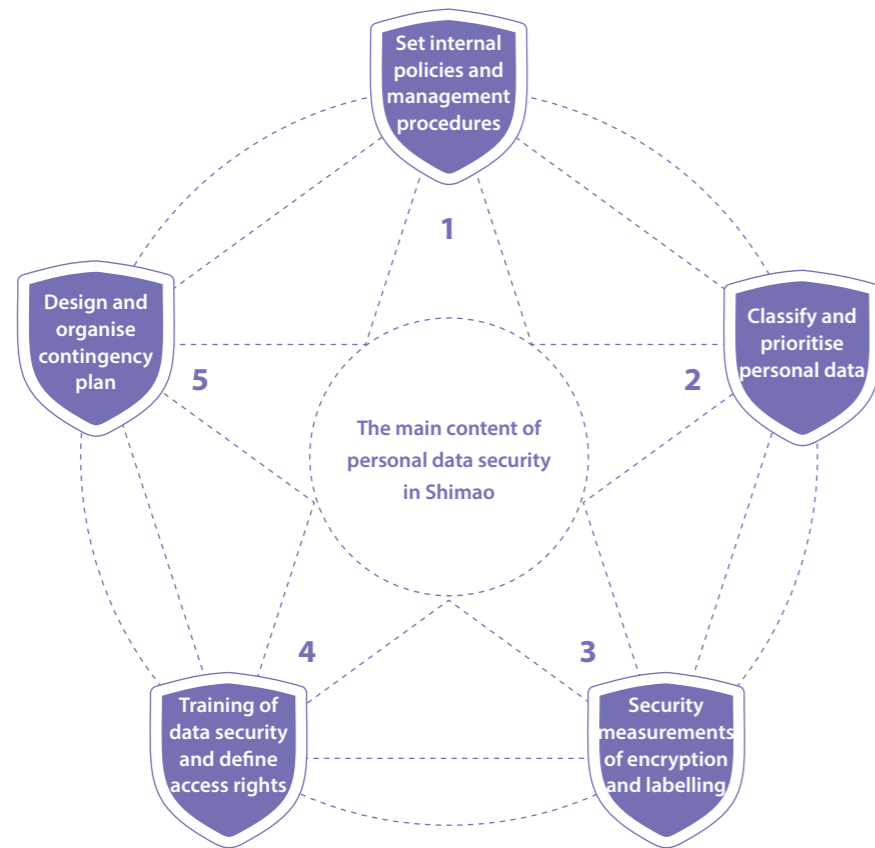 Set internal
policies and
management
procedures
1
Classify and
prioritise
personal data
2
Security
measurements
of encryption
and labelling
3
Training of
data security
and define
access rights
4
Design and
organise
contingency
plan
5
The main content of
personal data security
in Shimao